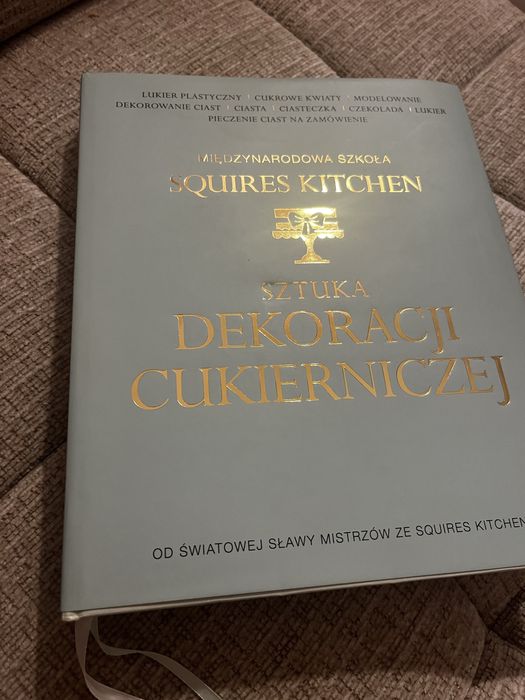 LUKIER PLASTYCZNY | CUKROWE KWIATY | MODELOWANIE
DEKOROWANIE CIAST | CIASTA | CIASTECZKA | CZEKOLADA | LUKIER
PIECZENIE CIAST NA ZAMÓWIENIE
MIĘDZYNARODOWA SZKOŁA
SQUIRES KITCHEN
SZTUKA
DEKORACJI
CUKIERNICZEJ
OD ŚWIATOWEJ SŁAWY MISTRZÓW ZE SQUIRES KITCHEN